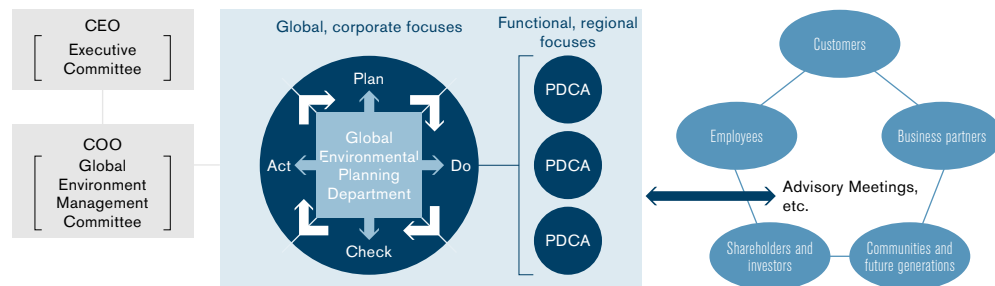 CEO
Executive
Committee
COO
Global
Environment
Management
Committee
Global, corporate focuses
Plan
Act
Global
Environmental
Planning
Department
Do
Check
Functional, regional
focuses
PDCA
PDCA
PDCA
Customers
Employees
Business partners
Advisory Meetings,
etc.
Shareholders and
investors
Communities and
future generations